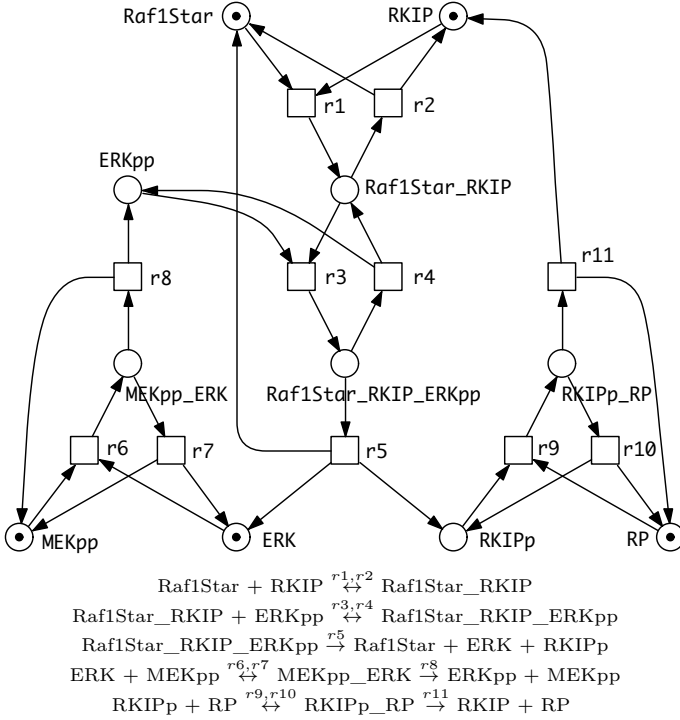 Raf1Star RKIP
r1 r2
ERKpp
Raf1Star_RKIP
r8 r3 r4 r11
MEKpp_ERK Raf1Star_RKIP_ERKpp RKIPp_RP
r6 r7 r5 r9 r10
MEKpp ERK RKIPp RP
Raf1Star + RKIP r1,r2 ↔ Raf1Star_RKIP
Raf1Star_RKIP + ERKpp r3,r4 ↔ Raf1Star_RKIP_ERKpp
Raf1Star_RKIP_ERKpp r5 → Raf1Star + ERK + RKIPp
ERK + MEKpp r6,r7 ↔ MEKpp_ERK r8 → ERKpp + MEKpp
RKIPp + RP r9,r10 ↔ RKIPp_RP r11 → RKIP + RP